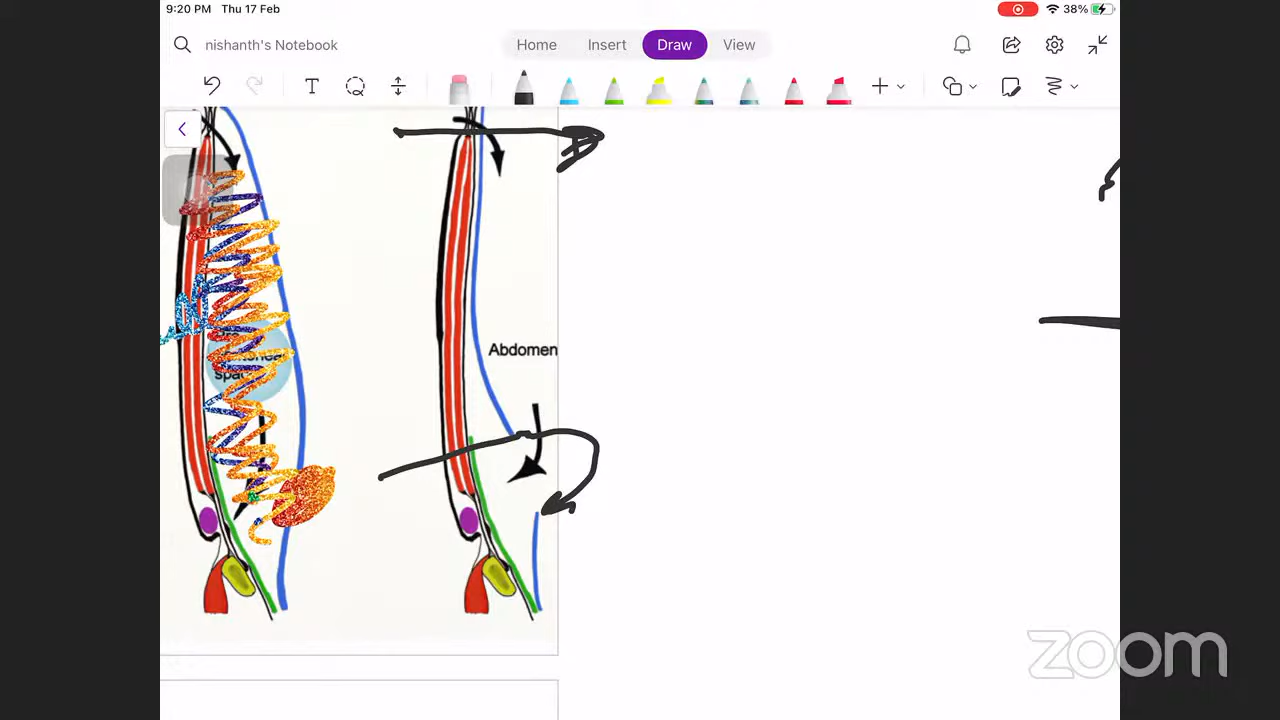 9:20 PM Thu 17 Feb
38%
nishanth's Notebook
Home Insert Draw View
Abdomen
zoom